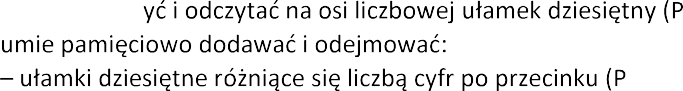 yć i odczytać na osi liczbowej ułamek dziesiętny (P
umie pamięciowo dodawać i odejmować:
– ułamki dziesiętne różniące się liczbą cyfr po przecinku (P